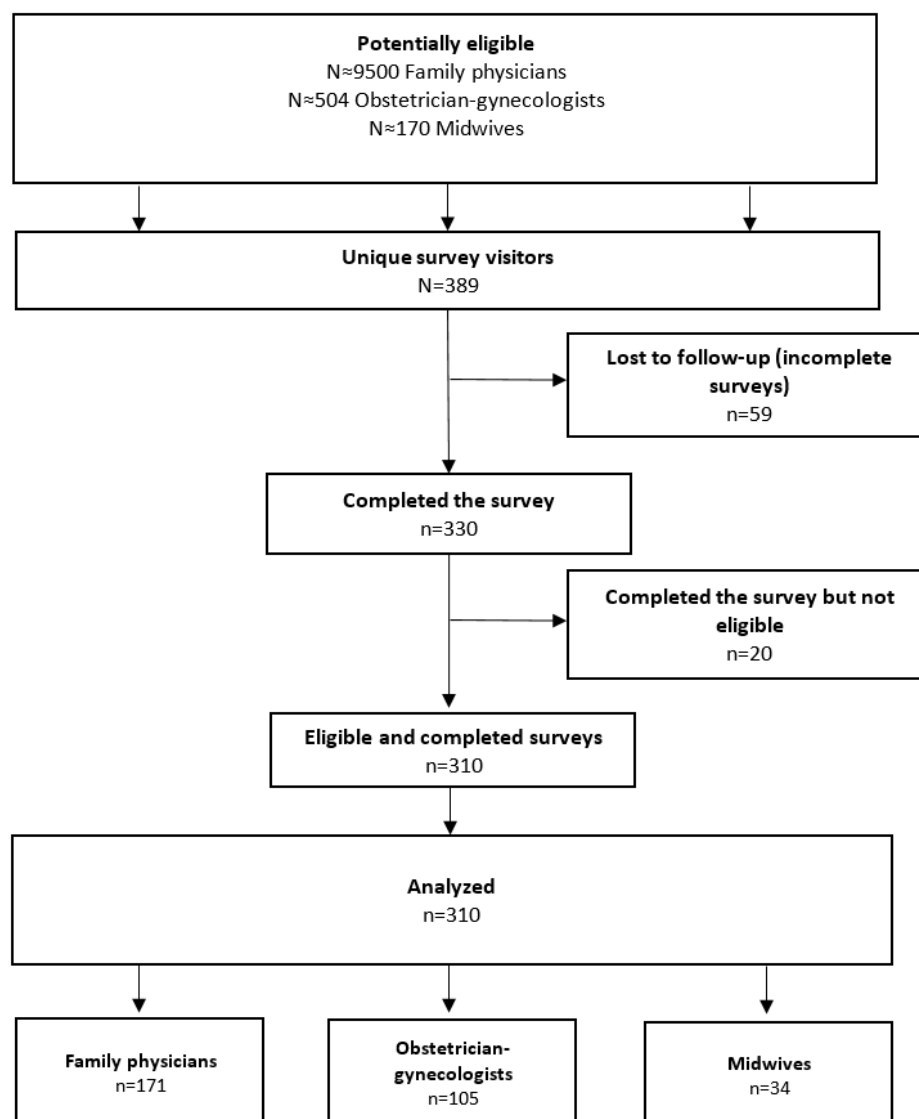 Potentially eligible
N≈9500 Family physicians
N≈504 Obstetrician-gynecologists
N≈170 Midwives
Unique survey visitors
N=389
Lost to follow-up (incomplete
surveys)
n=59
Completed the survey
n=330
Completed the survey but not
eligible
n=20
Eligible and completed surveys
n=310
Analyzed
n=310
Family physicians
n=171
Obstetrician-
gynecologists
n=105
Midwives
n=34